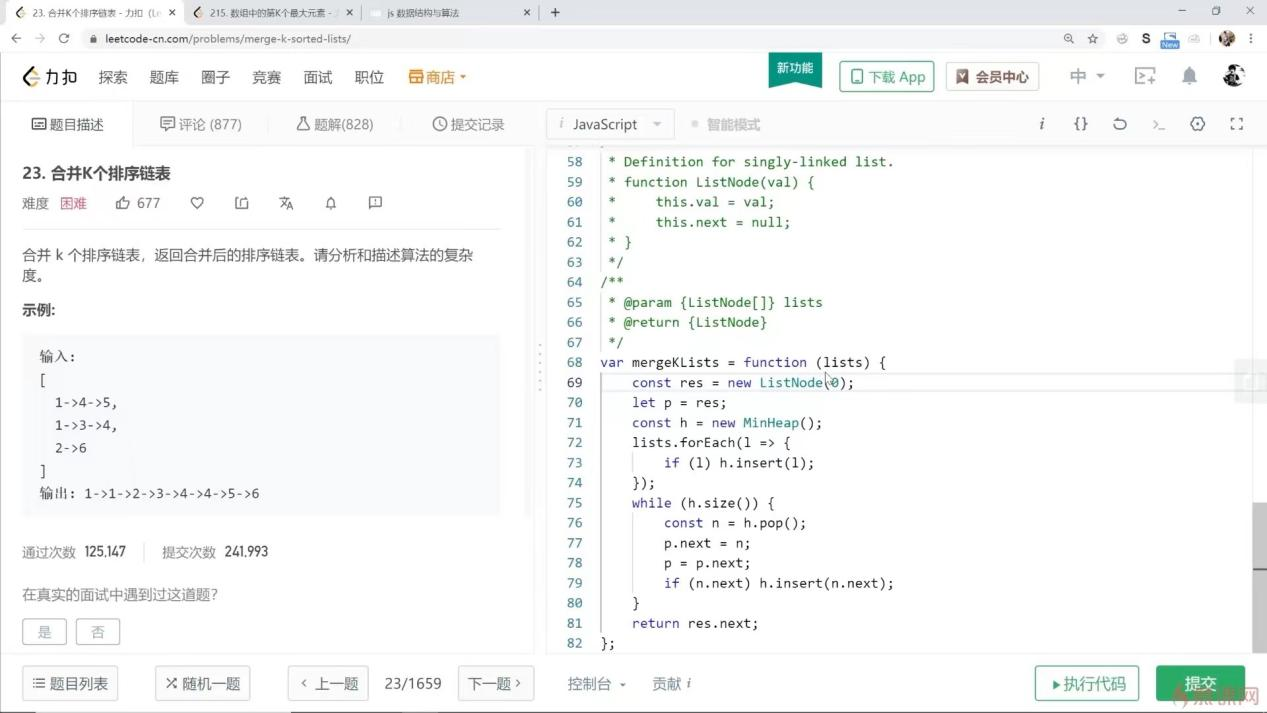 23. 合并K个排序链表 - 力扣 (Le
215. 数组中的第K个最大元素 -
js 数据结构与算法
leetcode-cn.com/problems/merge-k-sorted-lists/
S
New
力扣 探索 题库 圈子 竞赛 面试 职位 商店
新功能
下载 App
会员中心
中
题目描述
评论 (877)
题解(828)
提交记录
i JavaScript
智能模式
i {} >_
23. 合并K个排序链表
难度 困难 677
合并 k 个排序链表，返回合并后的排序链表。请分析和描述算法的复杂
度。
示例:
输入:
[
1->4->5,
1->3->4,
2->6
]
输出: 1->1->2->3->4->4->5->6
通过次数 125,147 提交次数 241,993
在真实的面试中遇到过这道题?
是 否
58 * Definition for singly-linked list.
59 * function ListNode(val) {
60 *     this.val = val;
61 *     this.next = null;
62 * }
63 */
64 /**
65 * @param {ListNode[]} lists
66 * @return {ListNode}
67 */
68 var mergeKLists = function (lists) {
69     const res = new ListNode(0);
70     let p = res;
71     const h = new MinHeap();
72     lists.forEach(l => {
73         if (l) h.insert(l);
74     });
75     while (h.size()) {
76         const n = h.pop();
77         p.next = n;
78         p = p.next;
79         if (n.next) h.insert(n.next);
80     }
81     return res.next;
82 };
题目列表
随机一题
上一题
23/1659
下一题
控制台
贡献 i
执行代码
提交
慕课网